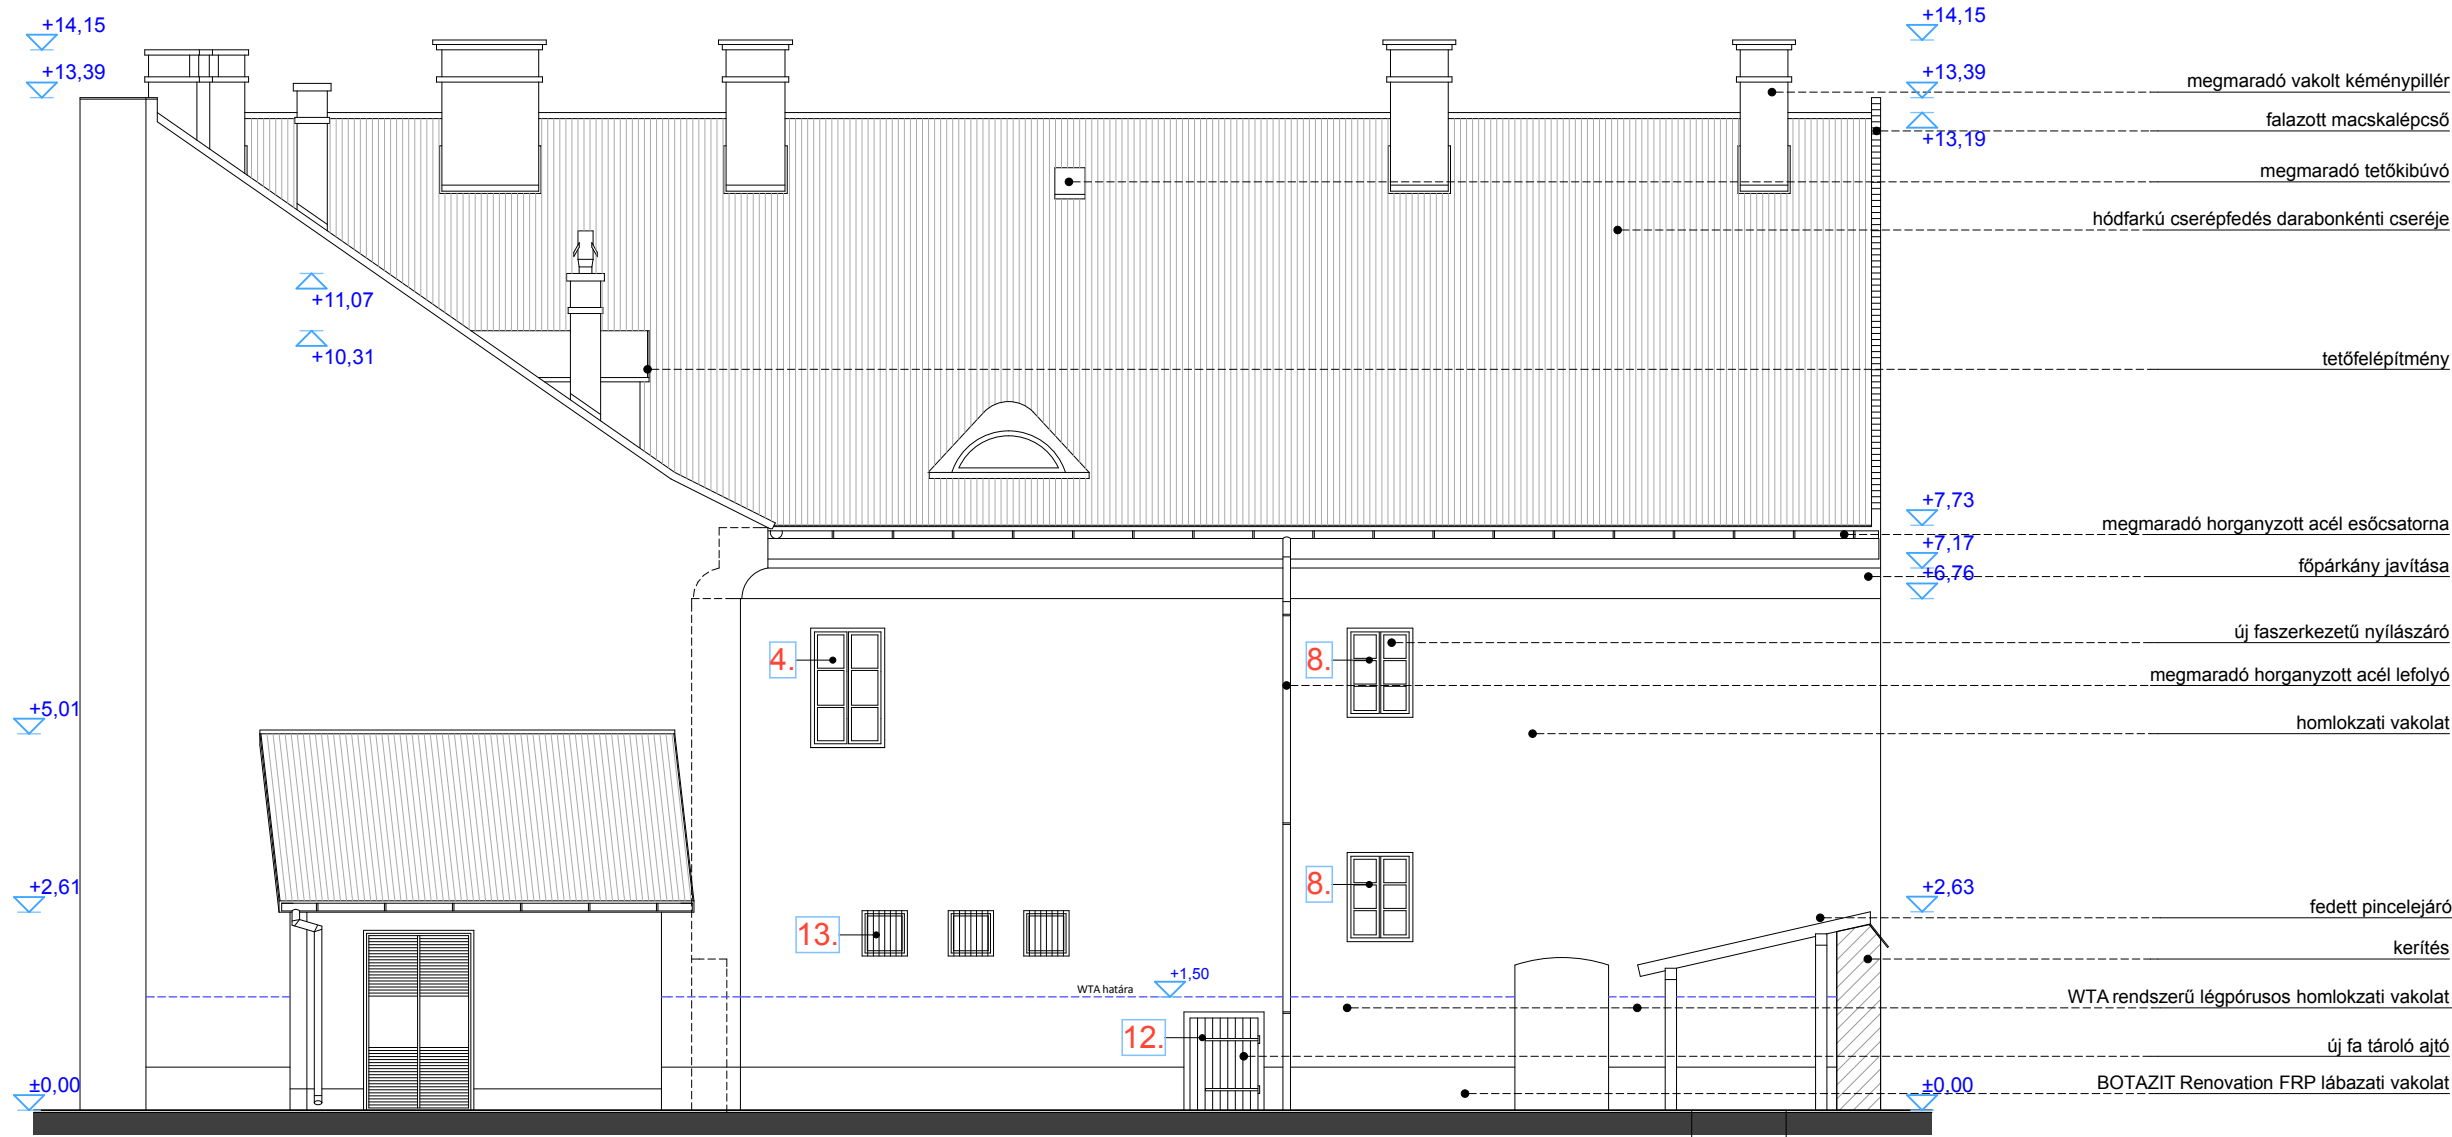 +14,15
+14,15
+13,39
+13,39
megmaradó vakolt kéménypillér
falazott macskalépcső
+13,19
megmaradó tetőkibúvó
hódfarkú cserépfedés darabonkénti cseréje
+11,07
+10,31
tetőfelépítmény
+7,73
megmaradó horganyzott acél esőcsatorna
+7,17
főpárkány javítása
+6,76
új faszerkezetű nyílászáró
4.
8.
megmaradó horganyzott acél lefolyó
+5,01
homlokzati vakolat
+2,61
8.
+2,63
fedett pincelejáró
13.
kerítés
+1,50
WTA határa
WTA rendszerű légpórusos homlokzati vakolat
12.
új fa tároló ajtó
±0,00
±0,00
BOTAZIT Renovation FRP lábazati vakolat